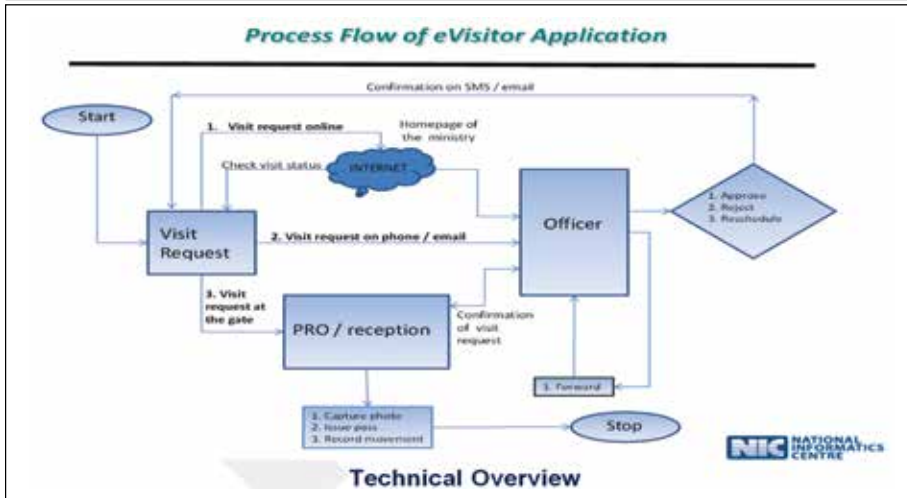 Process Flow of eVisitor Application
Confirmation on SMS / email
Start
1. Visit request online
Homepage of
the ministry
Check visit status
INTERNET
Visit
Request
2. Visit request on phone / email
Officer
1. Approve
2. Reject
3. Reschedule
3. Visit
request at
the gate
PRO / reception
Confirmation
of visit
request
1. Forward
1. Capture photo
2. Issue pass
3. Record movement
Stop
NIC NATIONAL
INFORMATICS
CENTRE
Technical Overview